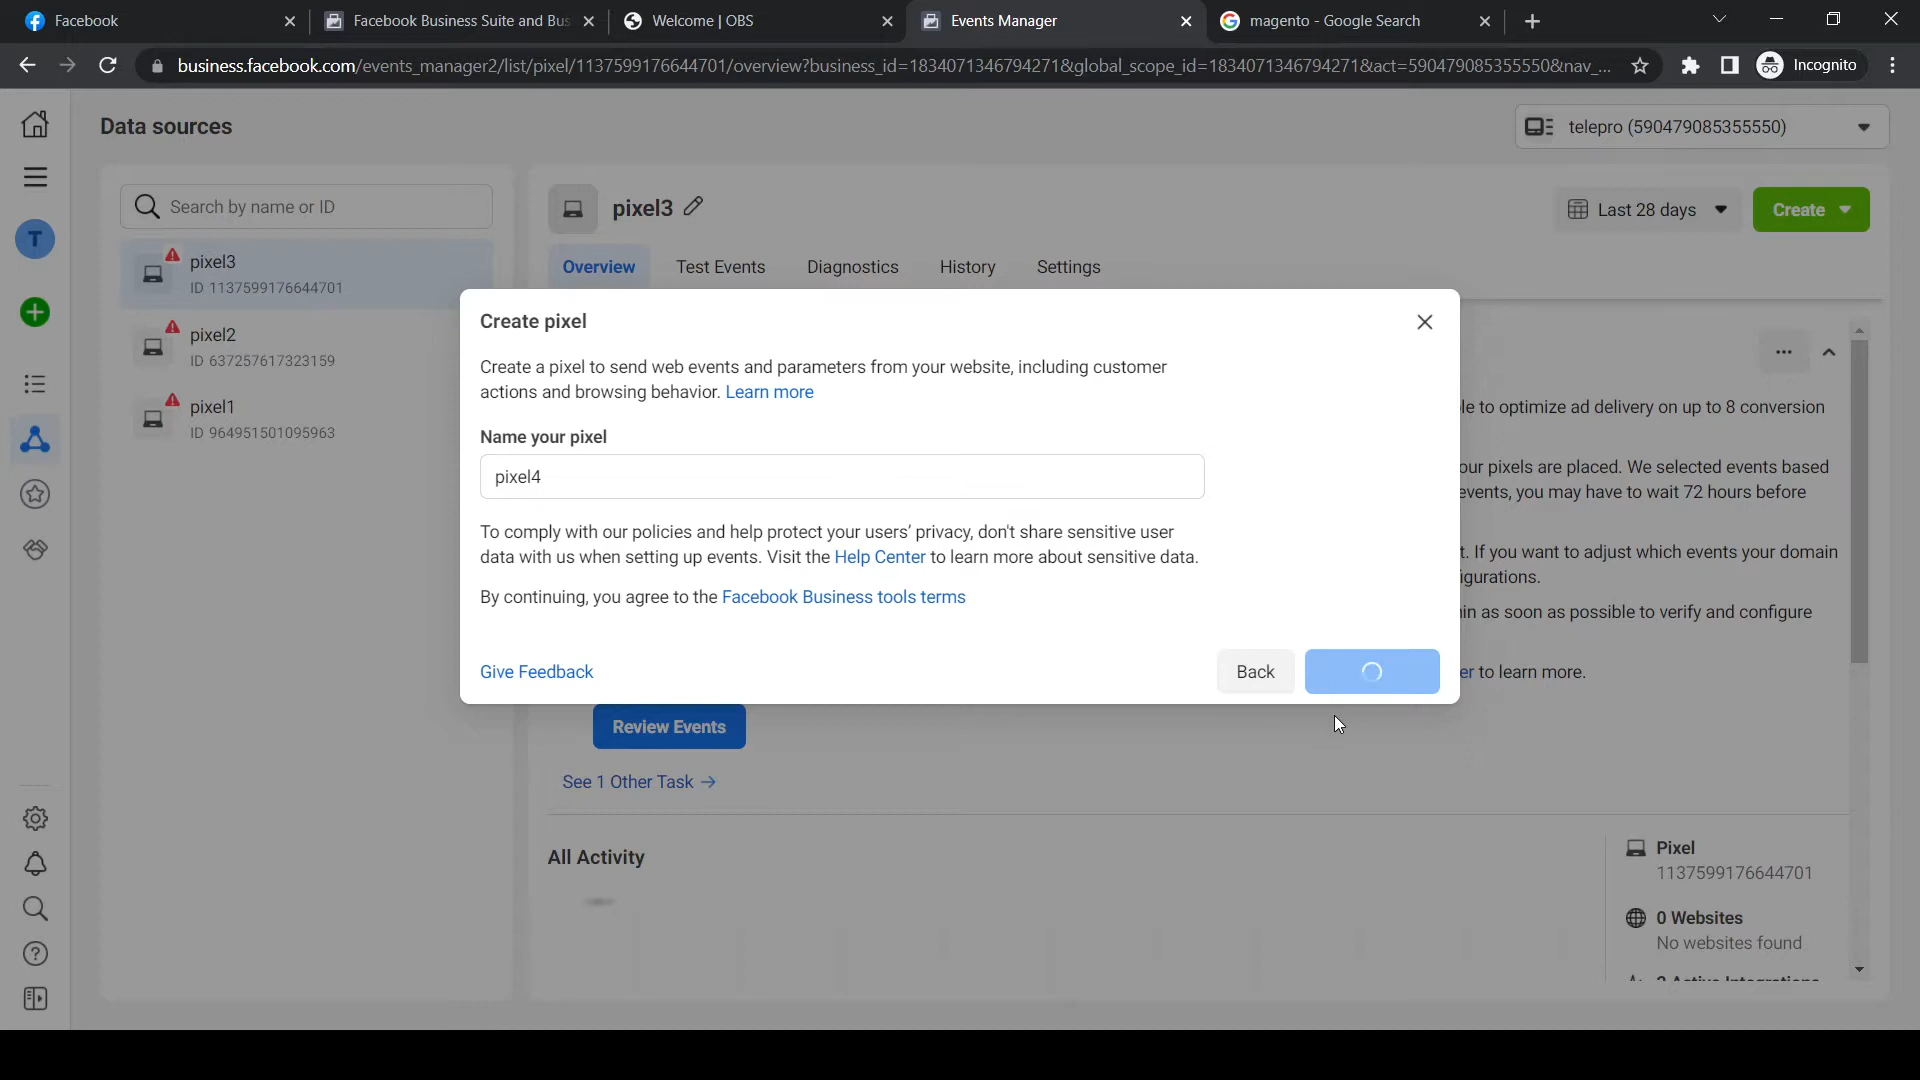 Facebook
Facebook Business Suite and Bus
Welcome | OBS
Events Manager
magento - Google Search
business.facebook.com/events_manager2/list/pixel/1137599176644701/overview?business_id=1834071346794271&global_scope_id=1834071346794271&act=590479085355550&nav_...
Incognito
Data sources
telepro (590479085355550)
T
Search by name or ID
pixel3
ID 1137599176644701
pixel2
ID 637257617323159
pixel1
ID 964951501095963
pixel3
Last 28 days
Create
Overview
Test Events
Diagnostics
History
Settings
Create pixel
Create a pixel to send web events and parameters from your website, including customer
actions and browsing behavior. Learn more
Name your pixel
pixel4
To comply with our policies and help protect your users' privacy, don't share sensitive user
data with us when setting up events. Visit the Help Center to learn more about sensitive data.
By continuing, you agree to the Facebook Business tools terms
Give Feedback
Back
le to optimize ad delivery on up to 8 conversion
our pixels are placed. We selected events based
events, you may have to wait 72 hours before
t. If you want to adjust which events your domain
igurations.
in as soon as possible to verify and configure
er to learn more.
Review Events
See 1 Other Task →
All Activity
Pixel
1137599176644701
0 Websites
No websites found